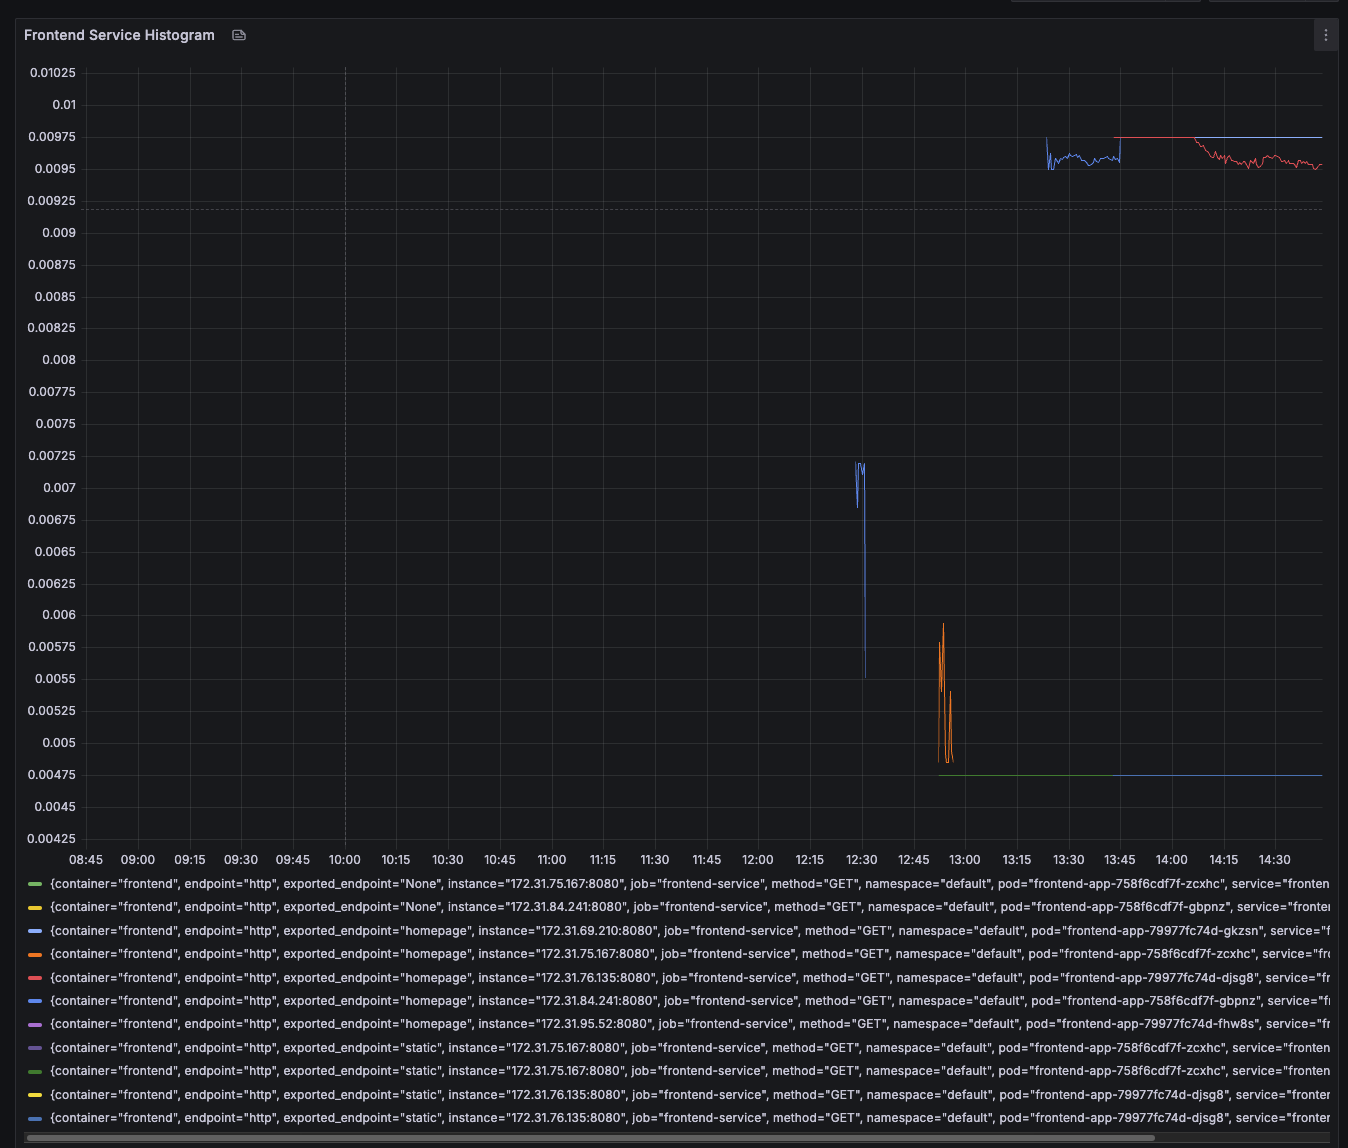 Frontend Service Histogram
0.01025
0.01
0.00975
0.0095
0.00925
0.009
0.00875
0.0085
0.00825
0.008
0.00775
0.0075
0.00725
0.007
0.00675
0.0065
0.00625
0.006
0.00575
0.0055
0.00525
0.005
0.00475
0.0045
0.00425
08:45 09:00 09:15 09:30 09:45 10:00 10:15 10:30 10:45 11:00 11:15 11:30 11:45 12:00 12:15 12:30 12:45 13:00 13:15 13:30 13:45 14:00 14:15 14:30
{container="frontend", endpoint="http", exported_endpoint="None", instance="172.31.75.167:8080", job="frontend-service", method="GET", namespace="default", pod="frontend-app-758f6cdf7f-zcxhc", service="fronten
{container="frontend", endpoint="http", exported_endpoint="None", instance="172.31.84.241:8080", job="frontend-service", method="GET", namespace="default", pod="frontend-app-758f6cdf7f-gbpnz", service="fronter
{container="frontend", endpoint="http", exported_endpoint="homepage", instance="172.31.69.210:8080", job="frontend-service", method="GET", namespace="default", pod="frontend-app-79977fc74d-gkzsn", service="f
{container="frontend", endpoint="http", exported_endpoint="homepage", instance="172.31.75.167:8080", job="frontend-service", method="GET", namespace="default", pod="frontend-app-758f6cdf7f-zcxhc", service="fr
{container="frontend", endpoint="http", exported_endpoint="homepage", instance="172.31.76.135:8080", job="frontend-service", method="GET", namespace="default", pod="frontend-app-79977fc74d-djsg8", service="fr
{container="frontend", endpoint="http", exported_endpoint="homepage", instance="172.31.84.241:8080", job="frontend-service", method="GET", namespace="default", pod="frontend-app-758f6cdf7f-gbpnz", service="fr
{container="frontend", endpoint="http", exported_endpoint="homepage", instance="172.31.95.52:8080", job="frontend-service", method="GET", namespace="default", pod="frontend-app-79977fc74d-fhw8s", service="fr
{container="frontend", endpoint="http", exported_endpoint="static", instance="172.31.75.167:8080", job="frontend-service", method="GET", namespace="default", pod="frontend-app-758f6cdf7f-zcxhc", service="fronten
{container="frontend", endpoint="http", exported_endpoint="static", instance="172.31.75.167:8080", job="frontend-service", method="GET", namespace="default", pod="frontend-app-758f6cdf7f-zcxhc", service="fronten
{container="frontend", endpoint="http", exported_endpoint="static", instance="172.31.76.135:8080", job="frontend-service", method="GET", namespace="default", pod="frontend-app-79977fc74d-djsg8", service="fronter
{container="frontend", endpoint="http", exported_endpoint="static", instance="172.31.76.135:8080", job="frontend-service", method="GET", namespace="default", pod="frontend-app-79977fc74d-djsg8", service="fronter